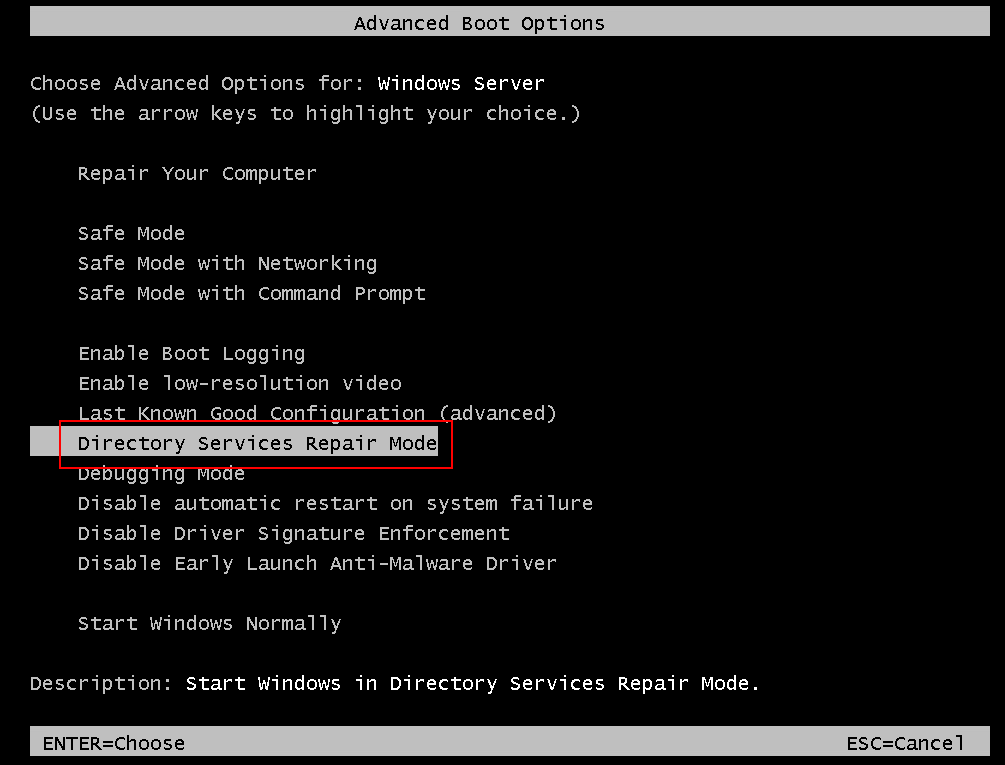 Advanced Boot Options
Choose Advanced Options for: Windows Server
(Use the arrow keys to highlight your choice.)
Repair Your Computer
Safe Mode
Safe Mode with Networking
Safe Mode with Command Prompt
Enable Boot Logging
Enable low-resolution video
Last Known Good Configuration (advanced)
Directory Services Repair Mode
Debugging Mode
Disable automatic restart on system failure
Disable Driver Signature Enforcement
Disable Early Launch Anti-Malware Driver
Start Windows Normally
Description: Start Windows in Directory Services Repair Mode.
ENTER=Choose ESC=Cancel